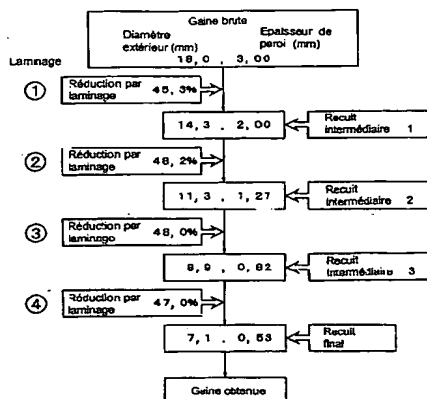 Gaine brute
Diamètre extérieur (mm)
Epaisseur de peroi (mm)
18,0 . 3,00
Laminage
① Réduction par laminage 45,3%
14,3 . 2,00
Recuit intermédiaire 1
② Réduction par laminage 48,2%
11,3 . 1,27
Recuit intermédiaire 2
③ Réduction par laminage 48,0%
8,9 . 0,82
Recuit intermédiaire 3
④ Réduction par laminage 47,0%
7,1 . 0,53
Recuit final
Gaine obtenue